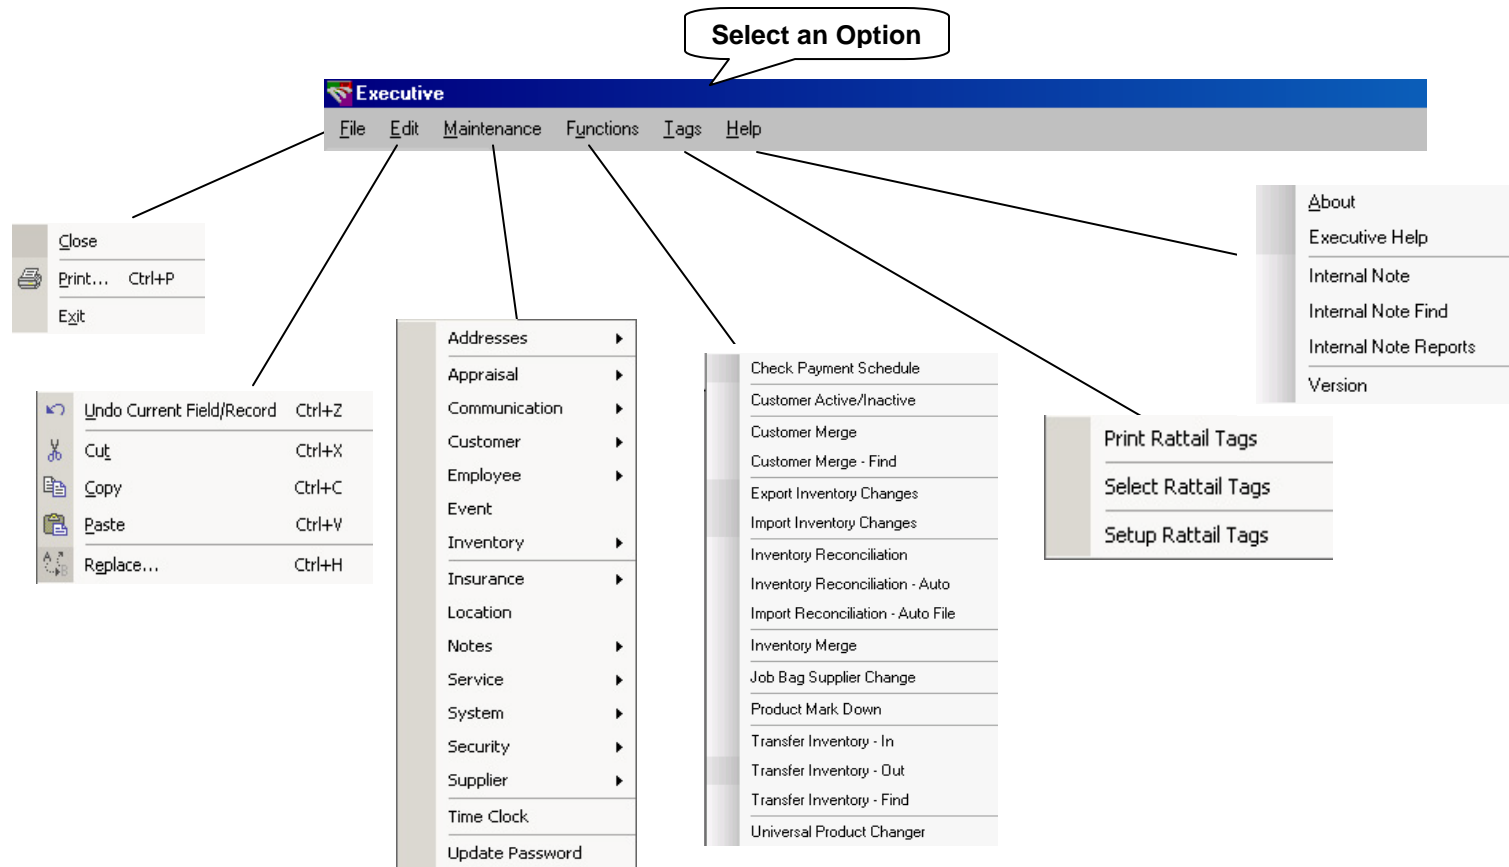 Select an Option
Executive
File Edit Maintenance Functions Tags Help
Close
Print... Ctrl+P
Exit
Undo Current Field/Record Ctrl+Z
Cut Ctrl+X
Copy Ctrl+C
Paste Ctrl+V
Replace... Ctrl+H
Addresses
Appraisal
Communication
Customer
Employee
Event
Inventory
Insurance
Location
Notes
Service
System
Security
Supplier
Time Clock
Update Password
Check Payment Schedule
Customer Active/Inactive
Customer Merge
Customer Merge - Find
Export Inventory Changes
Import Inventory Changes
Inventory Reconciliation
Inventory Reconciliation - Auto
Import Reconciliation - Auto File
Inventory Merge
Job Bag Supplier Change
Product Mark Down
Transfer Inventory - In
Transfer Inventory - Out
Transfer Inventory - Find
Universal Product Changer
Print Rattail Tags
Select Rattail Tags
Setup Rattail Tags
About
Executive Help
Internal Note
Internal Note Find
Internal Note Reports
Version